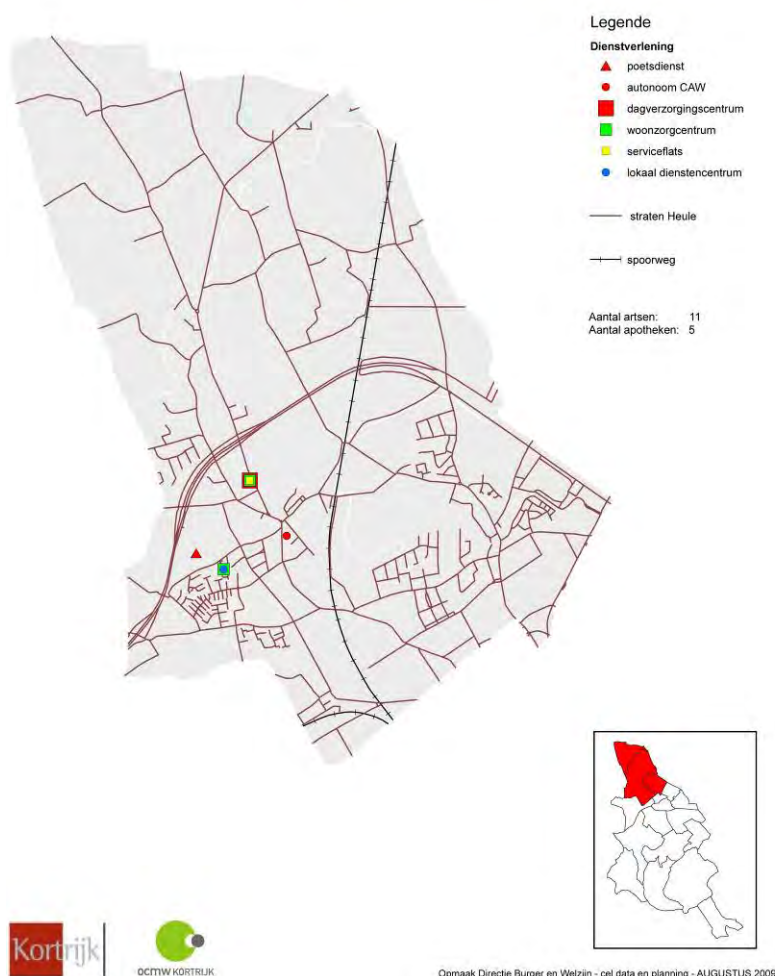 Legende
Dienstverlening
poetsdienst
autonoom CAW
dagverzorgingscentrum
woonzorgcentrum
serviceflats
lokaal dienstencentrum
straten Heule
spoorweg
Aantal artsen: 11
Aantal apotheken: 5
Kortrijk
OCMW KORTRIJK
Opmaak Directie Burger en Welzijn - cel data en planning - AUGUSTUS 2009